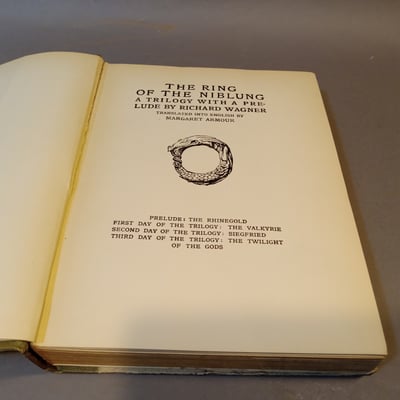 THE RING
OF THE NIBLUNG
A TRILOGY WITH A PRE-
LUDE BY RICHARD WAGNER
TRANSLATED INTO ENGLISH BY
MARGARET ARMOUR
PRELUDE: THE RHINEGOLD
FIRST DAY OF THE TRILOGY: THE VALKYRIE
SECOND DAY OF THE TRILOGY: SIEGFRIED
THIRD DAY OF THE TRILOGY: THE TWILIGHT
OF THE GODS